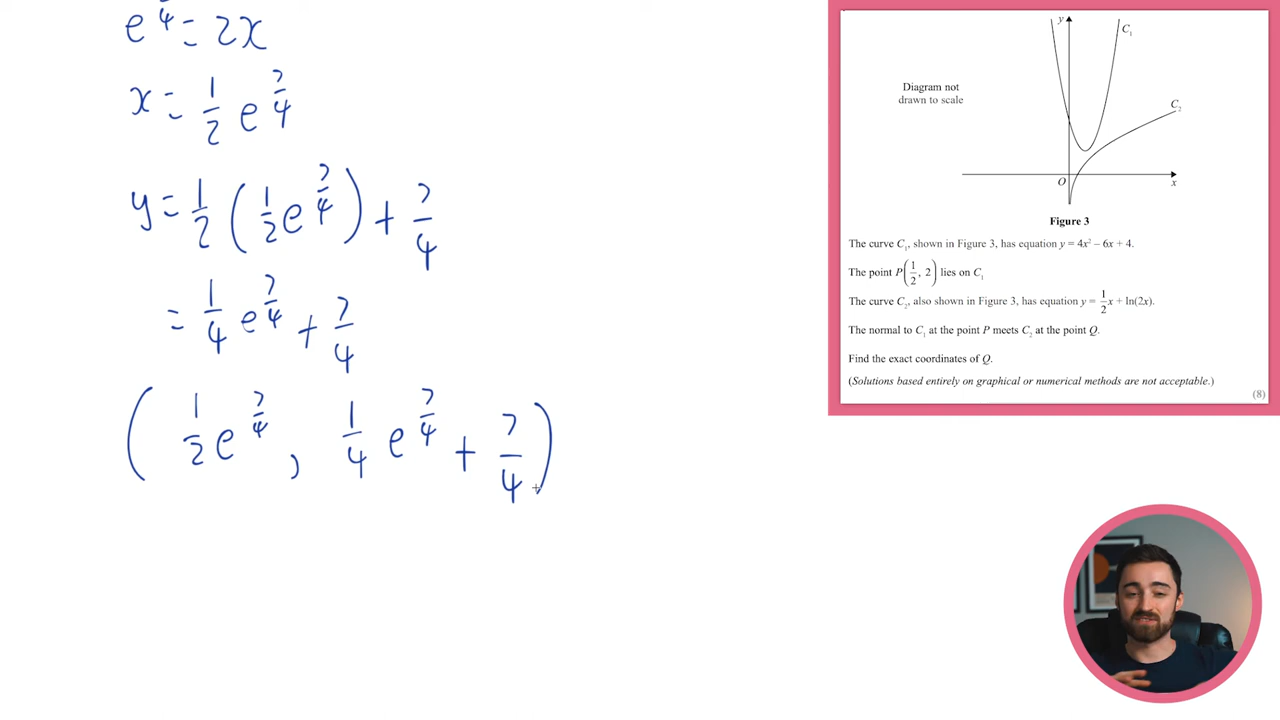 e^{7/4} = 2x
x = 1/2 e^{7/4}
y = 1/2 (1/2 e^{7/4}) + 7/4
= 1/4 e^{7/4} + 7/4
(1/2 e^{7/4}, 1/4 e^{7/4} + 7/4)
y
C₁
Diagram not
drawn to scale
C₂
O
x
Figure 3
The curve C₁, shown in Figure 3, has equation y = 4x² – 6x + 4.
The point P(1/2, 2) lies on C₁
The curve C₂, also shown in Figure 3, has equation y = 1/2 x + ln(2x).
The normal to C₁ at the point P meets C₂ at the point Q.
Find the exact coordinates of Q.
(Solutions based entirely on graphical or numerical methods are not acceptable.)
(8)